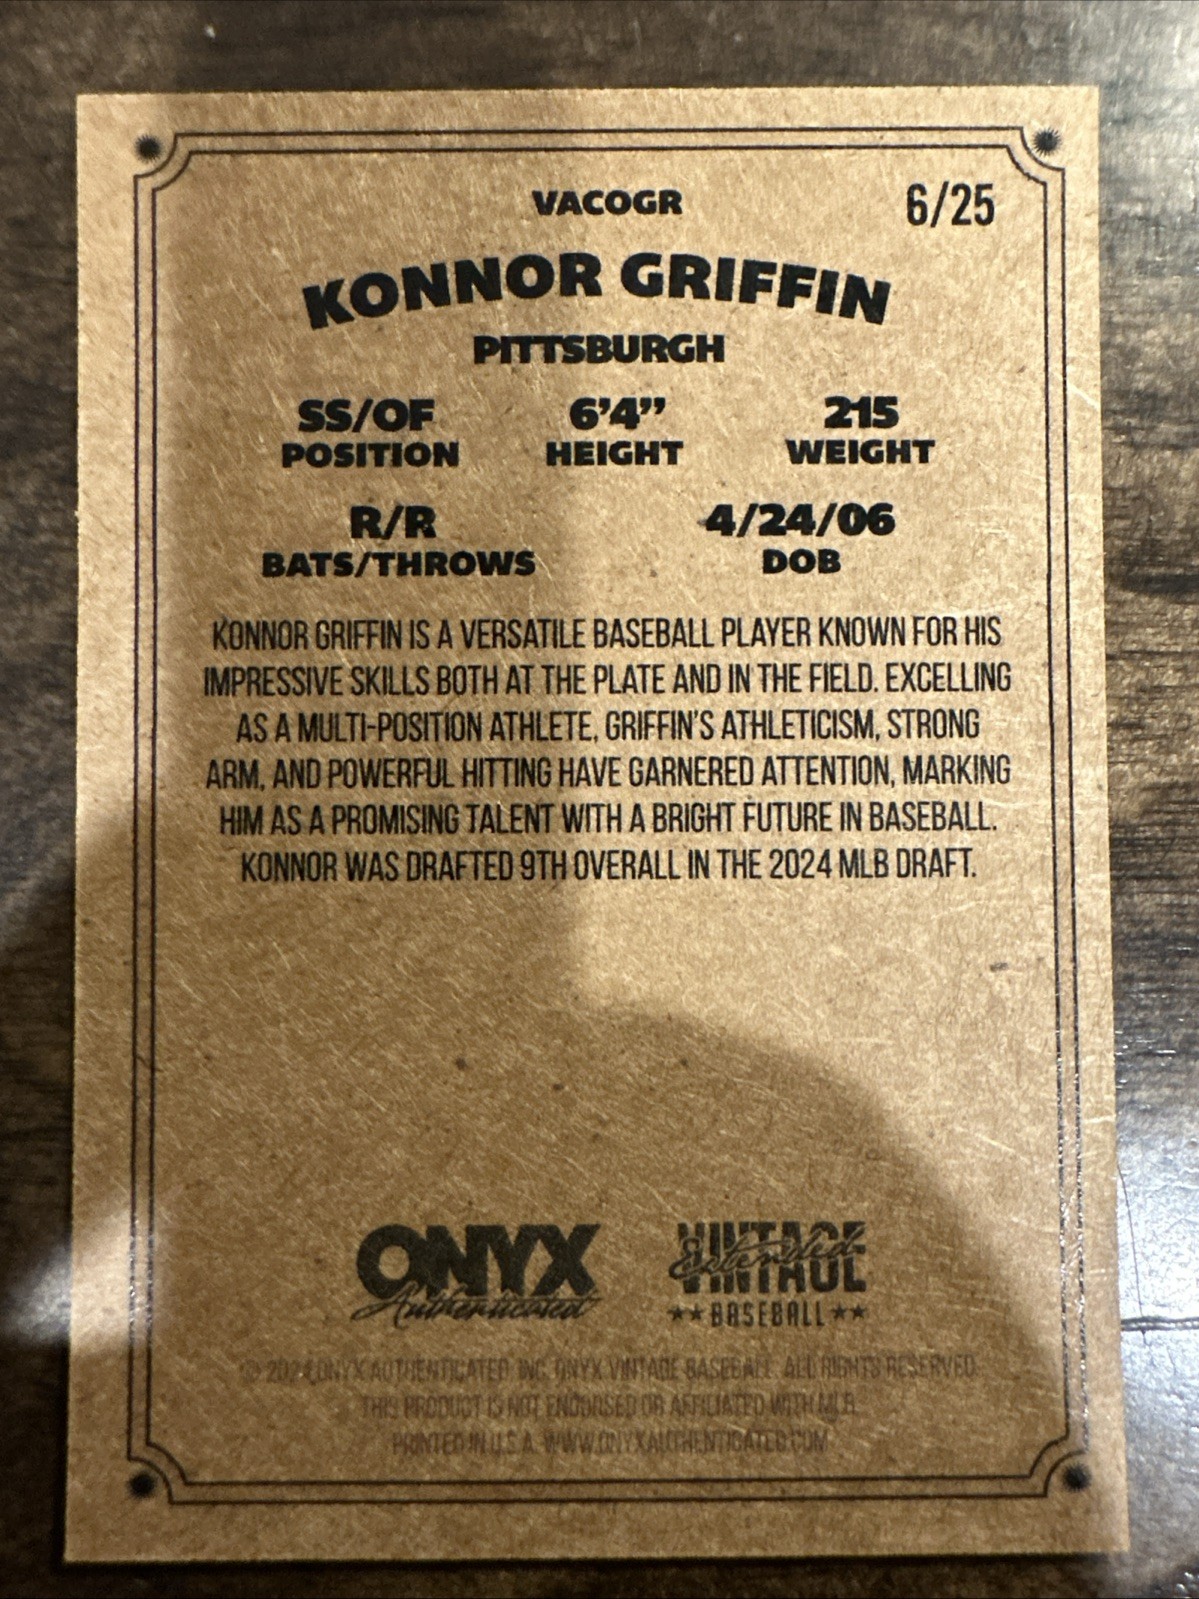 VACOGR
6/25
KONNOR GRIFFIN
PITTSBURGH
SS/OF 6'4" 215
POSITION HEIGHT WEIGHT
R/R 4/24/06
BATS/THROWS DOB
KONNOR GRIFFIN IS A VERSATILE BASEBALL PLAYER KNOWN FOR HIS
IMPRESSIVE SKILLS BOTH AT THE PLATE AND IN THE FIELD. EXCELLING
AS A MULTI-POSITION ATHLETE, GRIFFIN'S ATHLETICISM, STRONG
ARM, AND POWERFUL HITTING HAVE GARNERED ATTENTION, MARKING
HIM AS A PROMISING TALENT WITH A BRIGHT FUTURE IN BASEBALL.
KONNOR WAS DRAFTED 9TH OVERALL IN THE 2024 MLB DRAFT.
ONYX VINTAGE
Authenticated Extended
★★BASEBALL★★
© 2024 ONYX AUTHENTICATED, INC. ONYX VINTAGE BASEBALL. ALL RIGHTS RESERVED.
THIS PRODUCT IS NOT ENDORSED OR AFFILIATED WITH MLB.
PRINTED IN U.S.A. WWW.ONYXAUTHENTICATED.COM